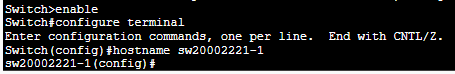 Switch>enable
Switch#configure terminal
Enter configuration commands, one per line.  End with CNTL/Z.
Switch(config)#hostname sw20002221-1
sw20002221-1(config)#